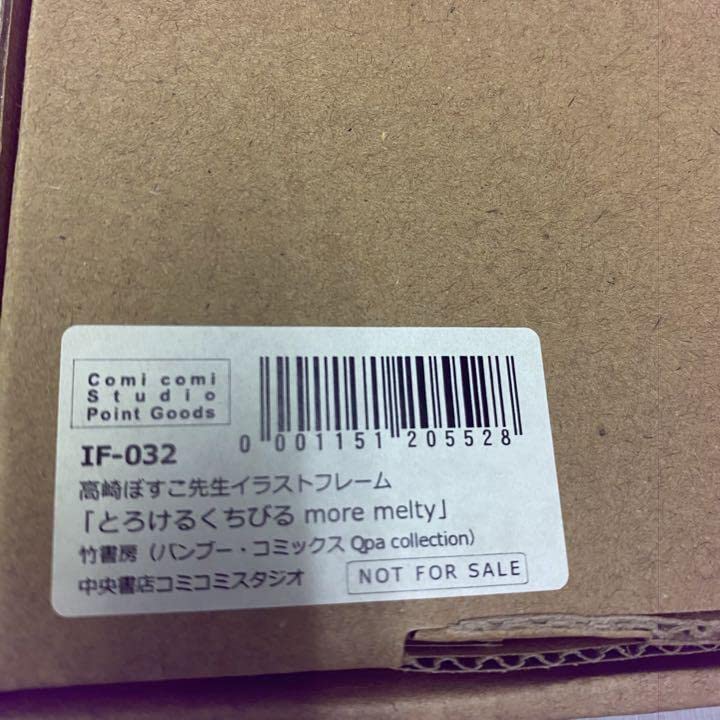 Comi comi
Studio
Point Goods
0 001151 205528
IF-032
高崎ぼすこ先生イラストフレーム
「とろけるくちびる more melty」
竹書房（バンブー・コミックス Qpa collection）
中央書店コミコミスタジオ
NOT FOR SALE